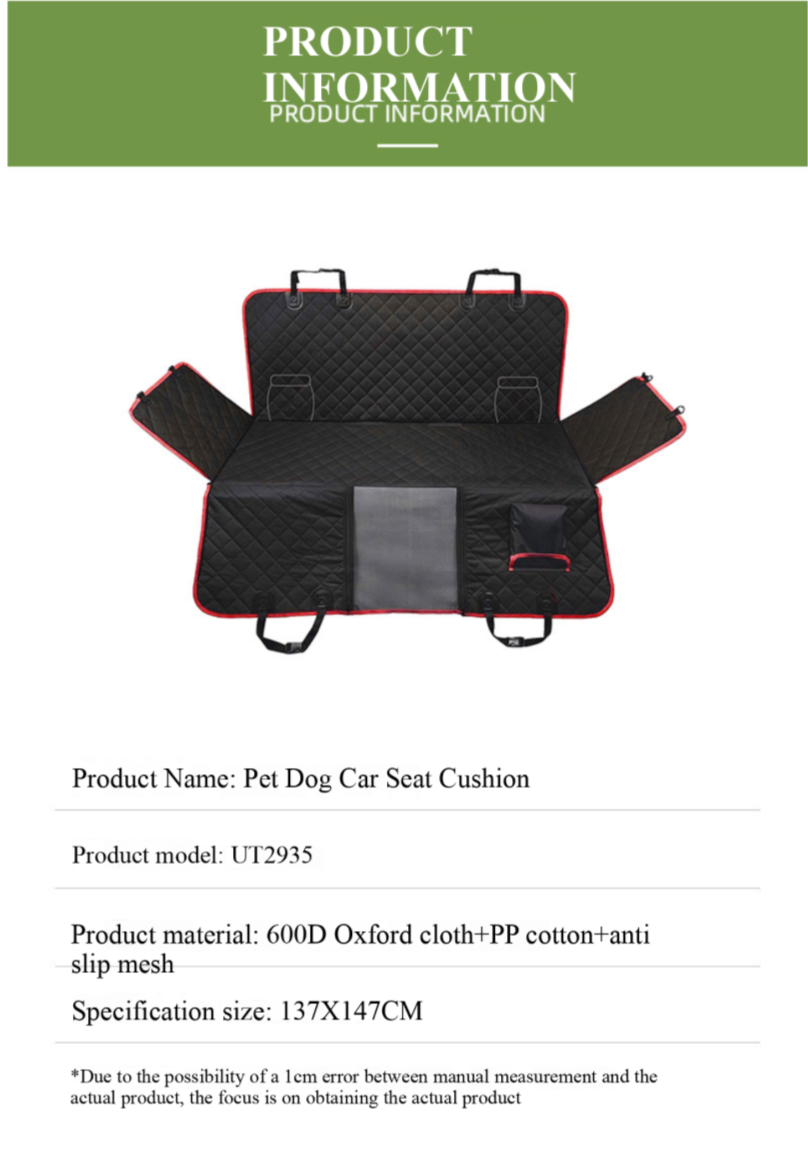 PRODUCT
INFORMATION
PRODUCT INFORMATION
Product Name: Pet Dog Car Seat Cushion
Product model: UT2935
Product material: 600D Oxford cloth+PP cotton+anti
slip mesh
Specification size: 137X147CM
*Due to the possibility of a 1cm error between manual measurement and the
actual product, the focus is on obtaining the actual product